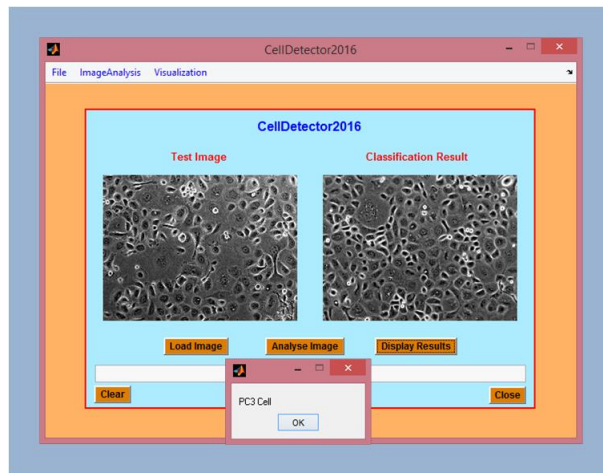 CellDetector2016
File ImageAnalysis Visualization
CellDetector2016
Test Image Classification Result
Load Image Analyse Image Display Results
Clear Close
PC3 Cell
OK